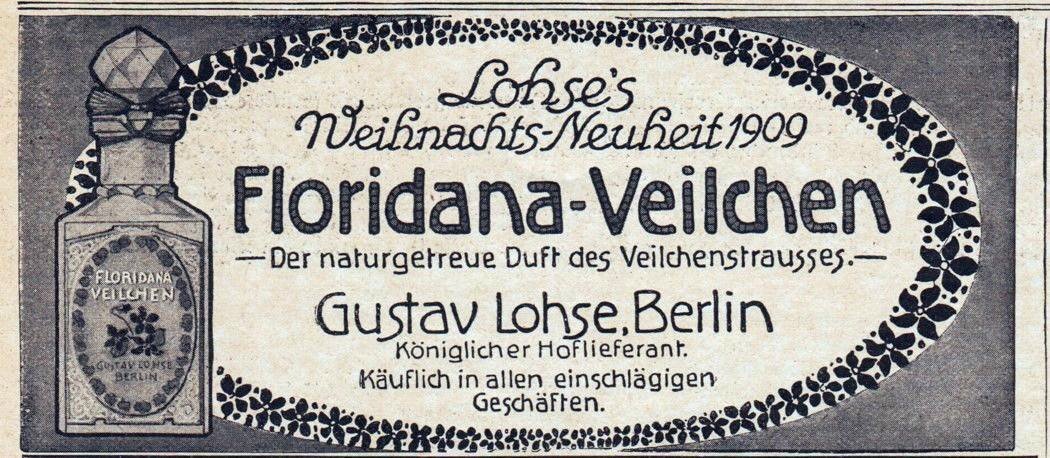 Lohse's
Weihnachts-Neuheit 1909
Floridana-Veilchen
— Der naturgetreue Duft des Veilchenstrausses. —
Gustav Lohse, Berlin
Königlicher Hoflieferant.
Käuflich in allen einschlägigen
Geschäften.
FLORIDANA
VEILCHEN
GUSTAV LOHSE
BERLIN